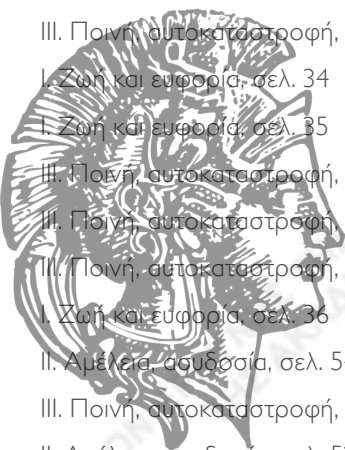 III. Ποινή, αυτοκαταστροφή,
I. Ζωή και ευφορία, σελ. 34
I. Ζωή και ευφορία, σελ. 35
III. Ποινή, αυτοκαταστροφή,
III. Ποινή, αυτοκαταστροφή,
III. Ποινή, αυτοκαταστροφή,
I. Ζωή και ευφορία, σελ. 36
II. Αμέλεια, ασυδοσία, σελ. 5
III. Ποινή, αυτοκαταστροφή,